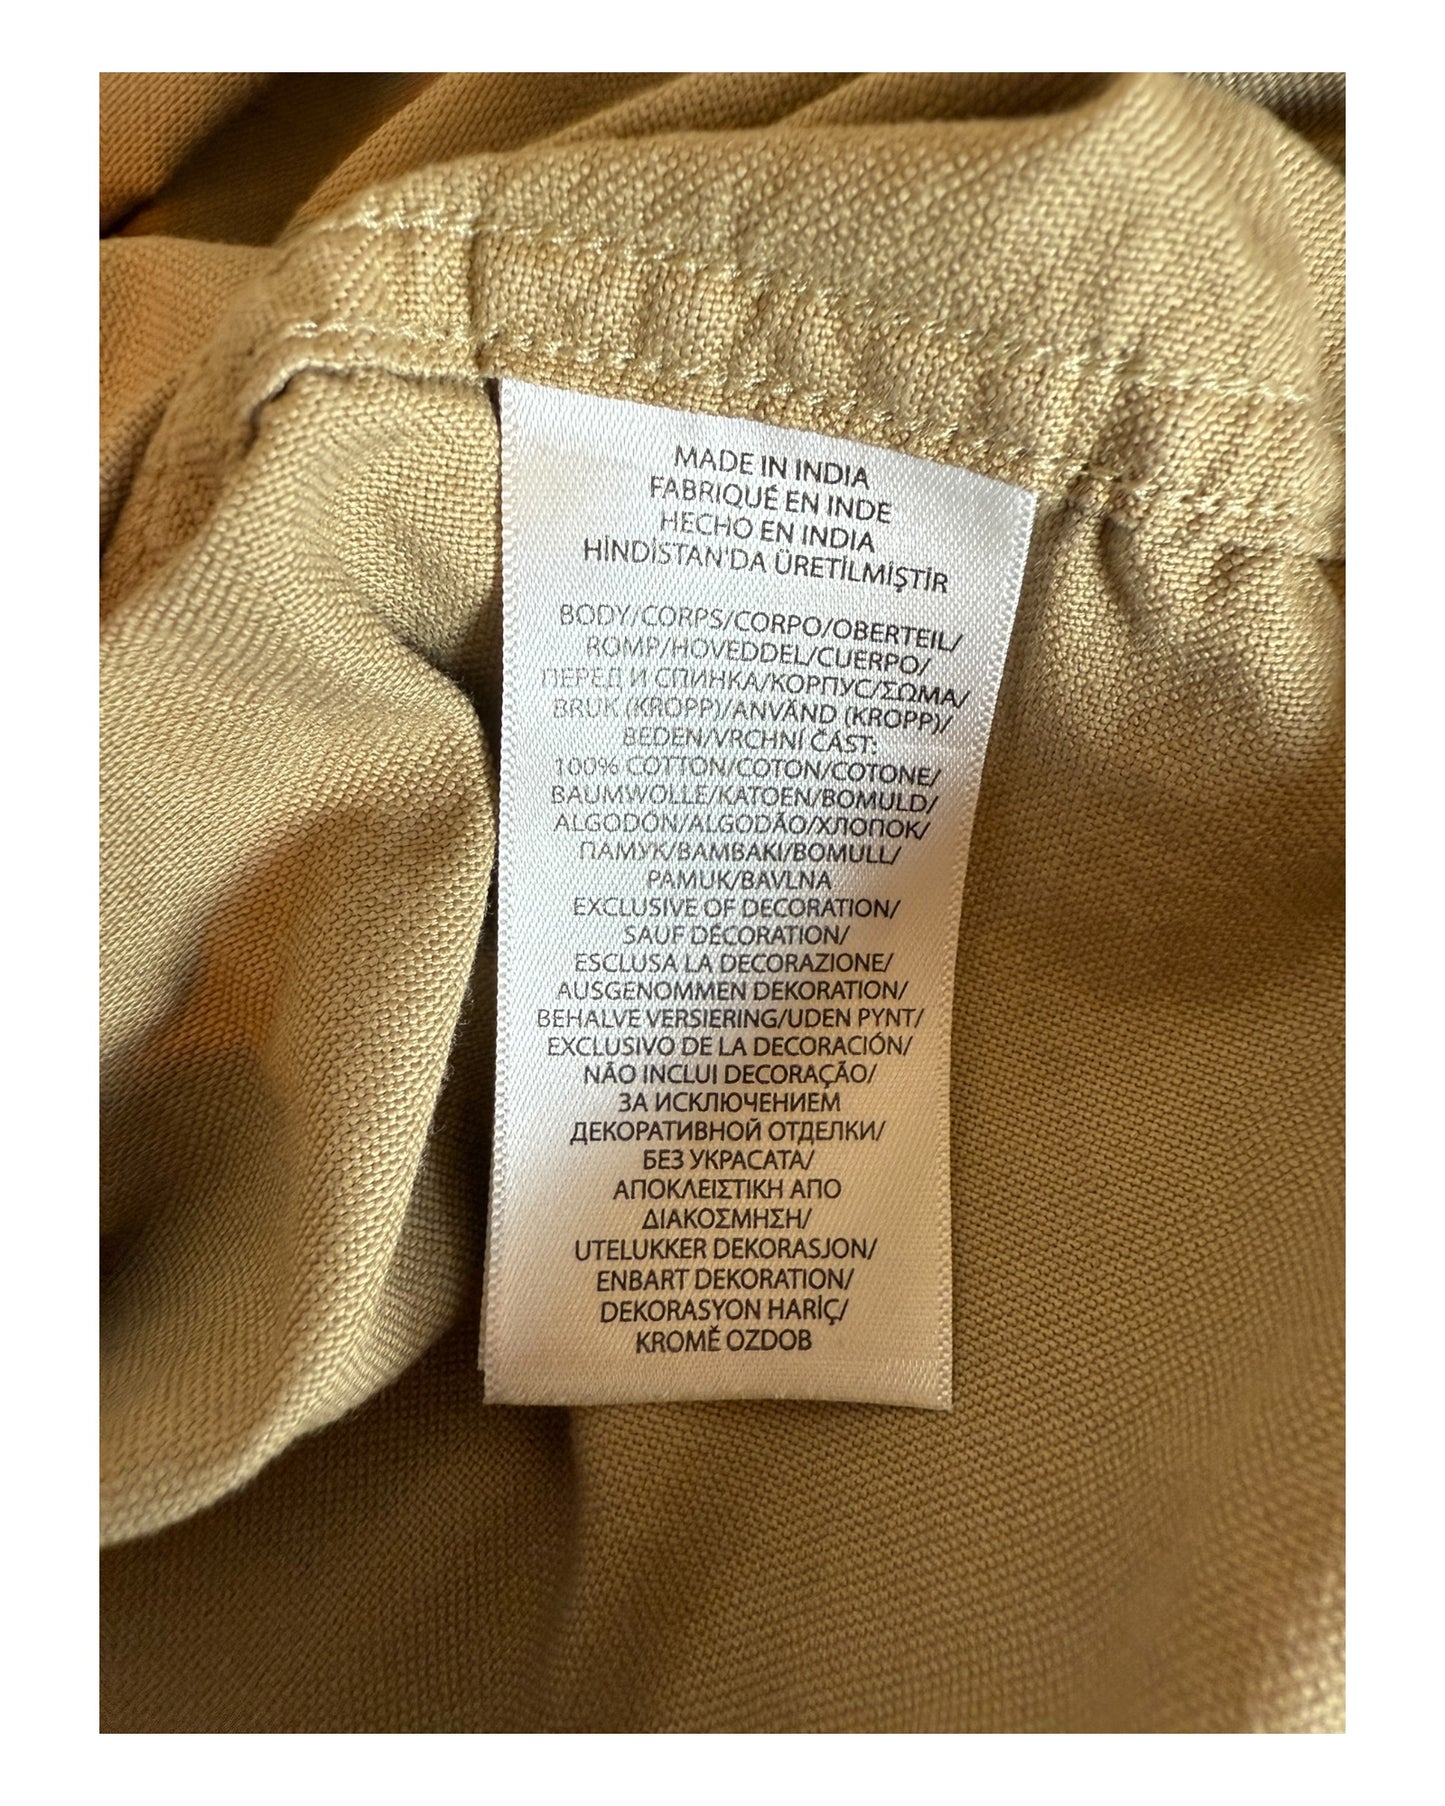 MADE IN INDIA
FABRIQUÉ EN INDE
HECHO EN INDIA
HİNDİSTAN'DA ÜRETİLMİŞTİR
BODY/CORPS/CORPO/OBERTEIL/
ROMP/HOVEDDEL/CUERPO/
ПЕРЕД И СПИНКА/КОРПУС/ΣΩΜΑ/
BRUK (KROPP)/ANVÄND (KROPP)/
BEDEN/VRCHNÍ ČÁST:
100% COTTON/COTON/COTONE/
BAUMWOLLE/KATOEN/BOMULD/
ALGODÓN/ALGODÃO/ХЛОПОК/
ПАМУК/ΒΑΜΒΑΚΙ/BOMULL/
PAMUK/BAVLNA
EXCLUSIVE OF DECORATION/
SAUF DÉCORATION/
ESCLUSA LA DECORAZIONE/
AUSGENOMMEN DEKORATION/
BEHALVE VERSIERING/UDEN PYNT/
EXCLUSIVO DE LA DECORACIÓN/
NÃO INCLUI DECORAÇÃO/
ЗА ИСКЛЮЧЕНИЕМ
ДЕКОРАТИВНОЙ ОТДЕЛКИ/
БЕЗ УКРАСАТА/
ΑΠΟΚΛΕΙΣΤΙΚΗ ΑΠΟ
ΔΙΑΚΟΣΜΗΣΗ/
UTELUKKER DEKORASJON/
ENBART DEKORATION/
DEKORASYON HARİÇ/
KROMĚ OZDOB